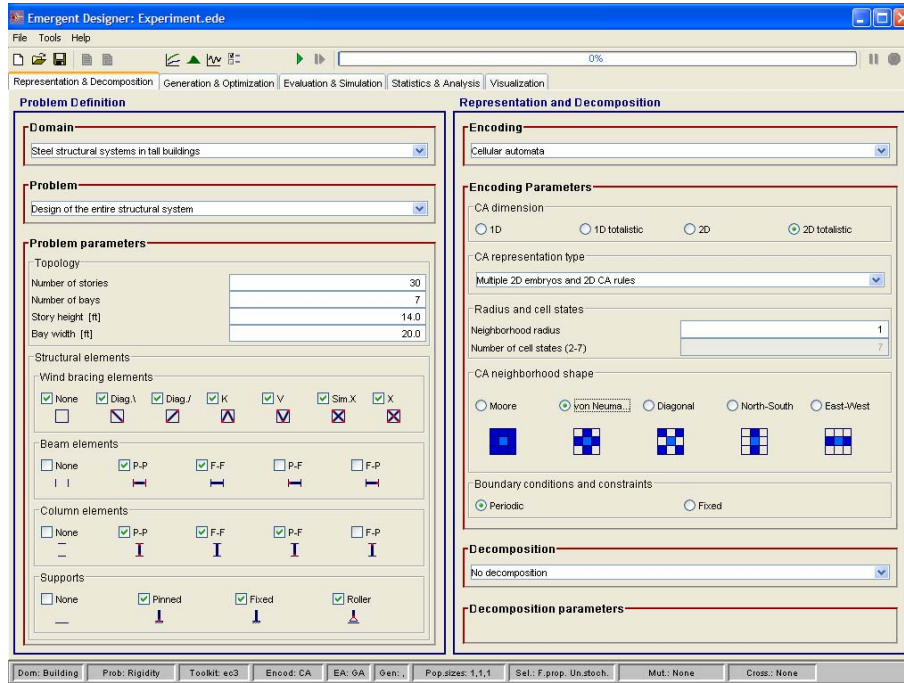 Emergent Designer: Experiment.ede
File Tools Help
0%
Representation & Decomposition Generation & Optimization Evaluation & Simulation Statistics & Analysis Visualization
Problem Definition
Domain
Steel structural systems in tall buildings
Problem
Design of the entire structural system
Problem parameters
Topology
Number of stories 30
Number of bays 7
Story height [ft] 14.0
Bay width [ft] 20.0
Structural elements
Wind bracing elements
None Diag.\ Diag./ K V Sim.X X
Beam elements
None P-P F-F P-F F-P
Column elements
None P-P F-F P-F F-P
Supports
None Pinned Fixed Roller
Representation and Decomposition
Encoding
Cellular automata
Encoding Parameters
CA dimension
1D 1D totalistic 2D 2D totalistic
CA representation type
Multiple 2D embryos and 2D CA rules
Radius and cell states
Neighborhood radius 1
Number of cell states (2-7) 7
CA neighborhood shape
Moore von Neuma... Diagonal North-South East-West
Boundary conditions and constraints
Periodic Fixed
Decomposition
No decomposition
Decomposition parameters
Dom: Building Prob: Rigidity Toolkit: ec3 Encod: CA EA: GA Gen: , Pop.sizes: 1,1,1 Sel.: F.prop. Un.stoch. Mut.: None Cross.: None